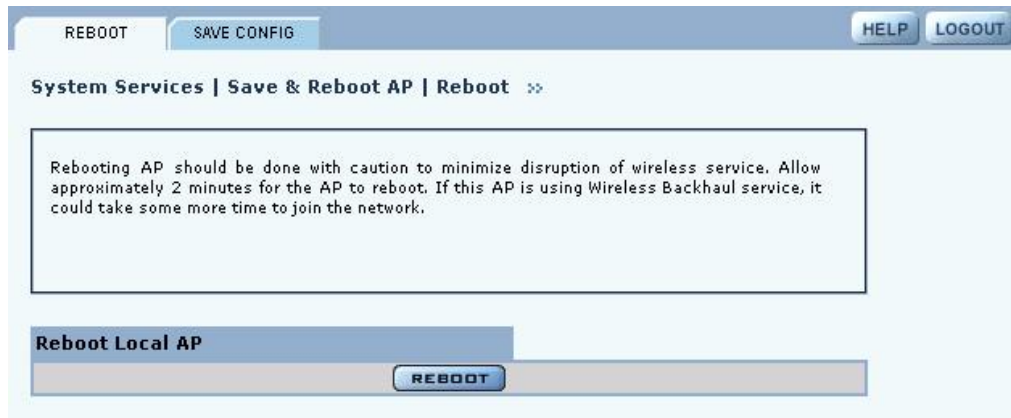 REBOOT SAVE CONFIG HELP LOGOUT
System Services | Save & Reboot AP | Reboot »
Rebooting AP should be done with caution to minimize disruption of wireless service. Allow
approximately 2 minutes for the AP to reboot. If this AP is using Wireless Backhaul service, it
could take some more time to join the network.
Reboot Local AP
REBOOT